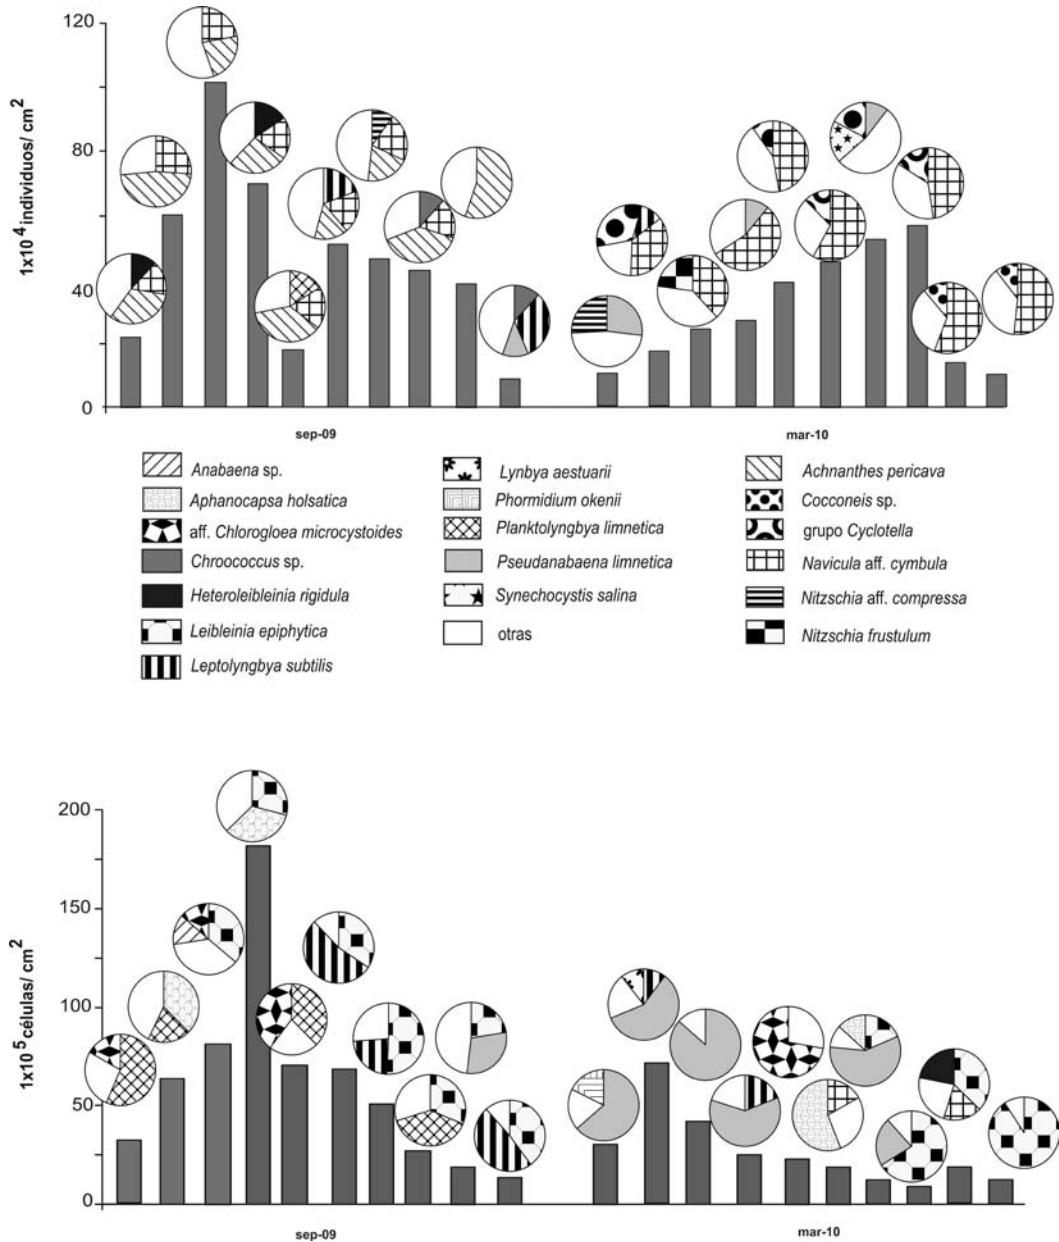 120
80
40
0
1x10⁴ individuos/ cm²
sep-09
mar-10
Anabaena sp.
Aphanocapsa holsatica
aff. Chlorogloea microcystoides
Chroococcus sp.
Heteroleibleinia rigidula
Leibleinia epiphytica
Leptolyngbya subtilis
Lynbya aestuarii
Phormidium okenii
Planktolyngbya limnetica
Pseudanabaena limnetica
Synechocystis salina
otras
Achnanthes pericava
Cocconeis sp.
grupo Cyclotella
Navicula aff. cymbula
Nitzschia aff. compressa
Nitzschia frustulum
200
150
100
50
0
1x10⁵ células/ cm²
sep-09
mar-10